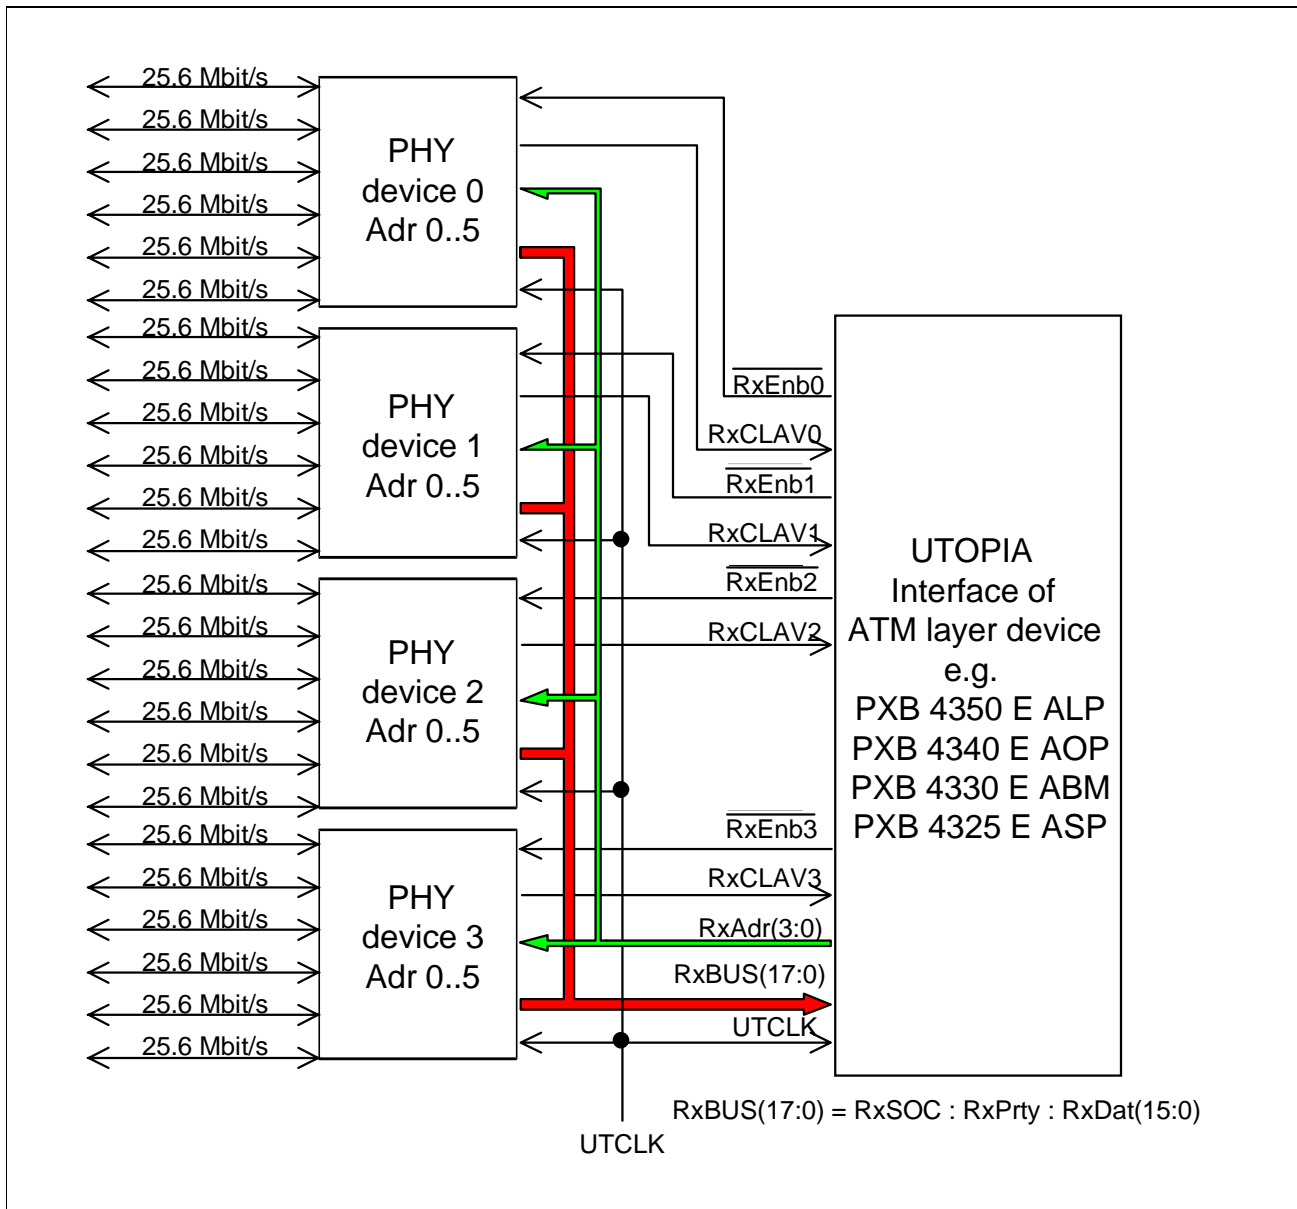 25.6 Mbit/s
25.6 Mbit/s
25.6 Mbit/s
25.6 Mbit/s
25.6 Mbit/s
25.6 Mbit/s
PHY
device 0
Adr 0..5
25.6 Mbit/s
25.6 Mbit/s
25.6 Mbit/s
25.6 Mbit/s
25.6 Mbit/s
25.6 Mbit/s
PHY
device 1
Adr 0..5
25.6 Mbit/s
25.6 Mbit/s
25.6 Mbit/s
25.6 Mbit/s
25.6 Mbit/s
25.6 Mbit/s
PHY
device 2
Adr 0..5
25.6 Mbit/s
25.6 Mbit/s
25.6 Mbit/s
25.6 Mbit/s
25.6 Mbit/s
25.6 Mbit/s
PHY
device 3
Adr 0..5
RxEnb0
RxCLAV0
RxEnb1
RxCLAV1
RxEnb2
RxCLAV2
RxEnb3
RxCLAV3
RxAdr(3:0)
RxBUS(17:0)
UTCLK
UTOPIA
Interface of
ATM layer device
e.g.
PXB 4350 E ALP
PXB 4340 E AOP
PXB 4330 E ABM
PXB 4325 E ASP
RxBUS(17:0) = RxSOC : RxPrty : RxDat(15:0)
UTCLK